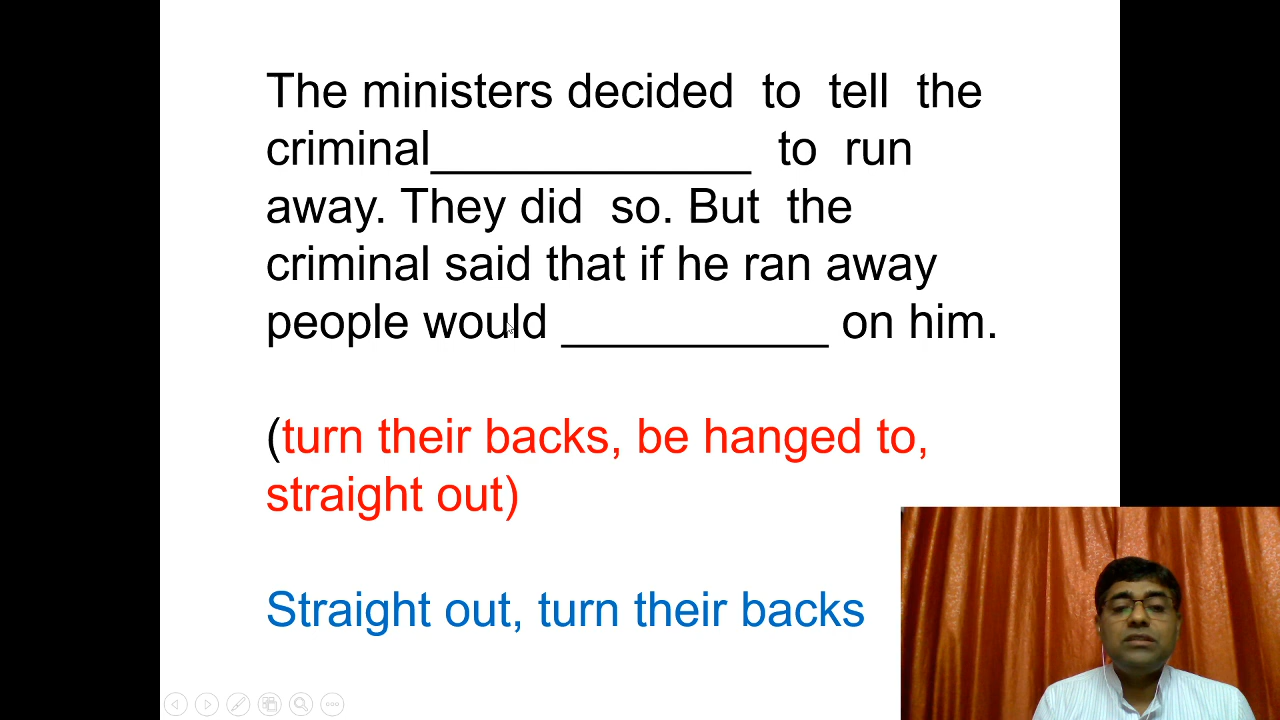 The ministers decided to tell the
criminal____________ to run
away. They did so. But the
criminal said that if he ran away
people would __________ on him.
(turn their backs, be hanged to,
straight out)
Straight out, turn their backs